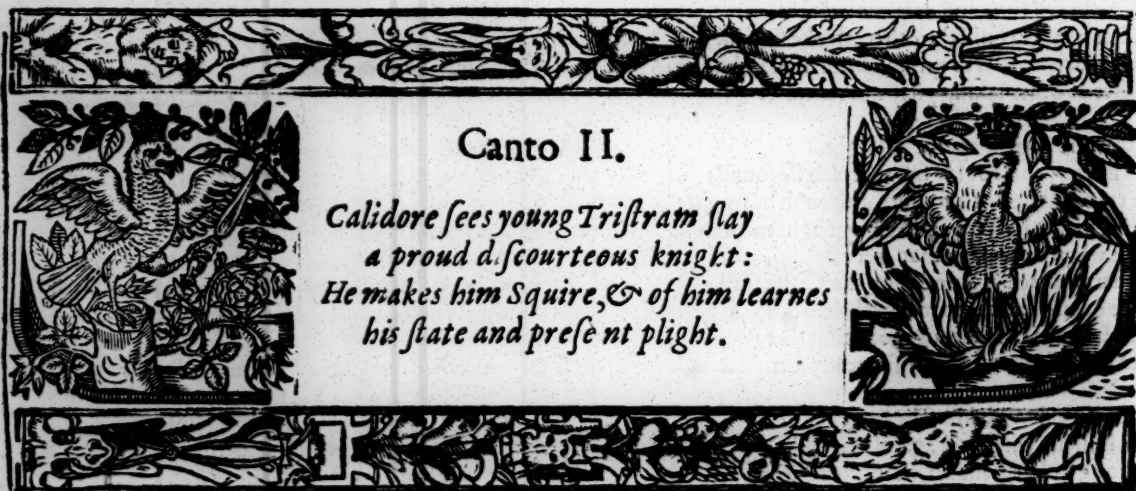 Canto II.
Calidore ſees young Triſtram ſlay
a proud d.ſcourteous knight:
He makes him Squire,& of him learnes
his ſtate and preſe nt plight.